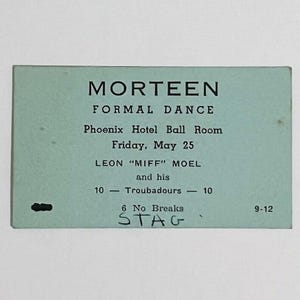 MORTEEN
FORMAL DANCE
Phoenix Hotel Ball Room
Friday, May 25
LEON "MIFF" MOEL
and his
10 — Troubadours — 10
6 No Breaks 9-12
STAG